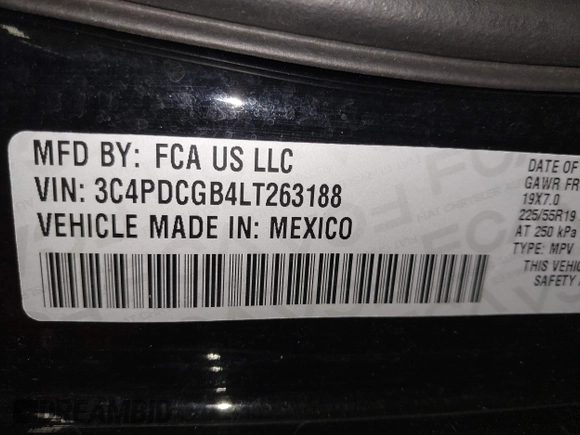 MFD BY: FCA US LLC
VIN: 3C4PDCGB4LT263188
VEHICLE MADE IN: MEXICO
DATE OF
GAWR FR
19X7.0
225/55R19
AT 250 kPa
TYPE: MPV
THIS VEHIC
SAFETY
DREAMBID